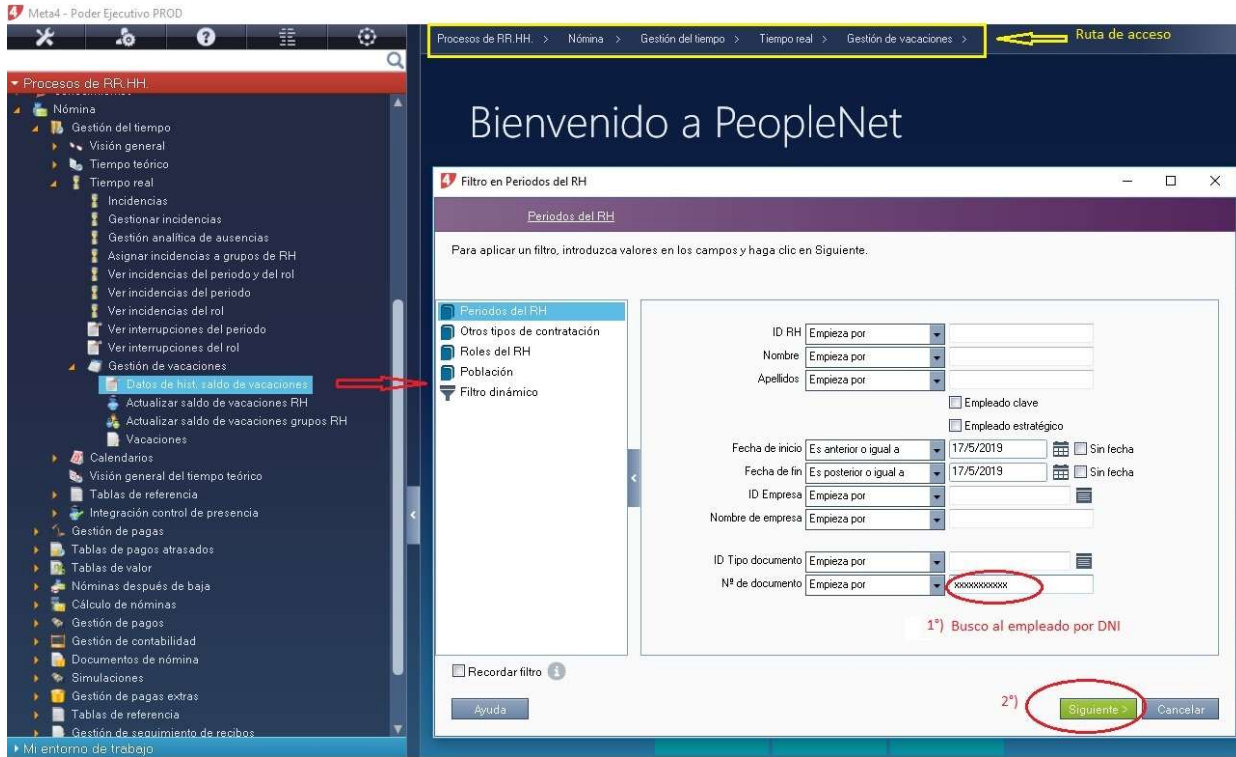 Meta4 - Poder Ejecutivo PROD
Procesos de RR.HH. > Nómina > Gestión del tiempo > Tiempo real > Gestión de vacaciones >
Ruta de acceso
Procesos de RR.HH.
Nómina
Gestión del tiempo
Visión general
Tiempo teórico
Tiempo real
Incidencias
Gestionar incidencias
Gestión analítica de ausencias
Asignar incidencias a grupos de RH
Ver incidencias del periodo y del rol
Ver incidencias del periodo
Ver incidencias del rol
Ver interrupciones del periodo
Ver interrupciones del rol
Gestión de vacaciones
Datos de hist. saldo de vacaciones
Actualizar saldo de vacaciones RH
Actualizar saldo de vacaciones grupos RH
Vacaciones
Calendarios
Visión general del tiempo teórico
Tablas de referencia
Integración control de presencia
Gestión de pagas
Tablas de pagos atrasados
Tablas de valor
Nóminas después de baja
Cálculo de nóminas
Gestión de pagos
Gestión de contabilidad
Documentos de nómina
Simulaciones
Gestión de pagas extras
Tablas de referencia
Gestión de seguimiento de recibos
Mi entorno de trabajo
Bienvenido a PeopleNet
Filtro en Periodos del RH
Periodos del RH
Para aplicar un filtro, introduzca valores en los campos y haga clic en Siguiente.
Periodos del RH
Otros tipos de contratación
Roles del RH
Población
Filtro dinámico
ID RH Empieza por
Nombre Empieza por
Apellidos Empieza por
Empleado clave
Empleado estratégico
Fecha de inicio Es anterior o igual a 17/5/2019 Sin fecha
Fecha de fin Es posterior o igual a 17/5/2019 Sin fecha
ID Empresa Empieza por
Nombre de empresa Empieza por
ID Tipo documento Empieza por
Nº de documento Empieza por xxxxxxxxxxx
1°) Busco al empleado por DNI
Recordar filtro
2°)
Ayuda Siguiente > Cancelar